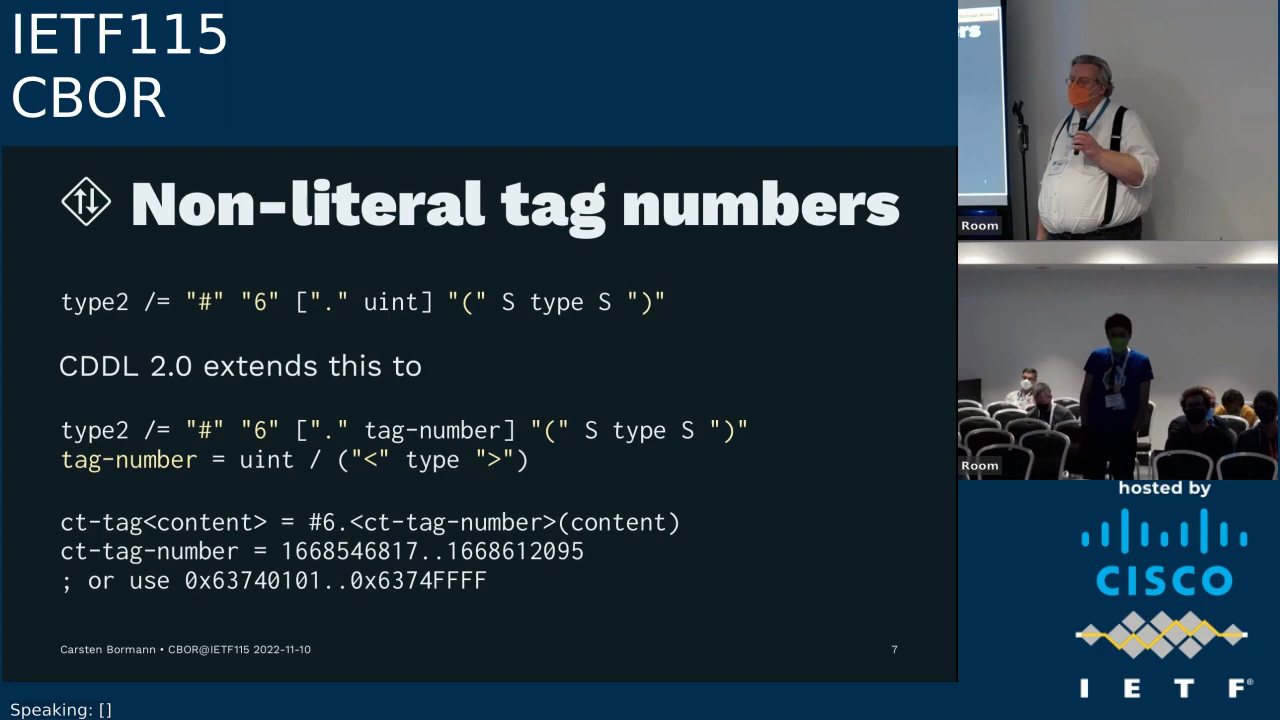 IETF115
CBOR
Non-literal tag numbers
type2 /= "#" "6" ["." uint] "(" S type S ")"
CDDL 2.0 extends this to
type2 /= "#" "6" ["." tag-number] "(" S type S ")"
tag-number = uint / ("<" type ">")
ct-tag<content> = #6.<ct-tag-number>(content)
ct-tag-number = 1668546817..1668612095
; or use 0x63740101..0x6374FFFF
Carsten Bormann • CBOR@IETF115 2022-11-10
7
rs
Room
Room
hosted by
CISCO
I E T F®
Speaking: []